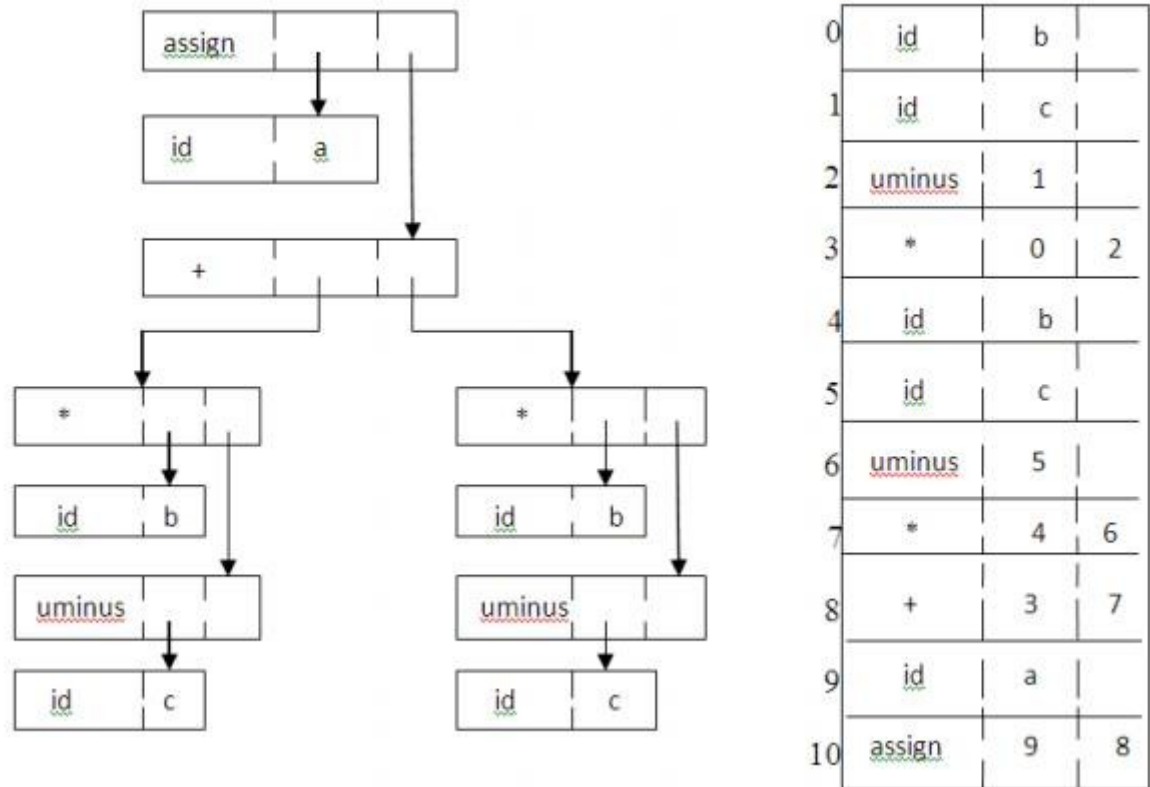 assign
id a
+
* *
id b id b
uminus uminus
id c id c
0 id b
1 id c
2 uminus 1
3 * 0 2
4 id b
5 id c
6 uminus 5
7 * 4 6
8 + 3 7
9 id a
10 assign 9 8